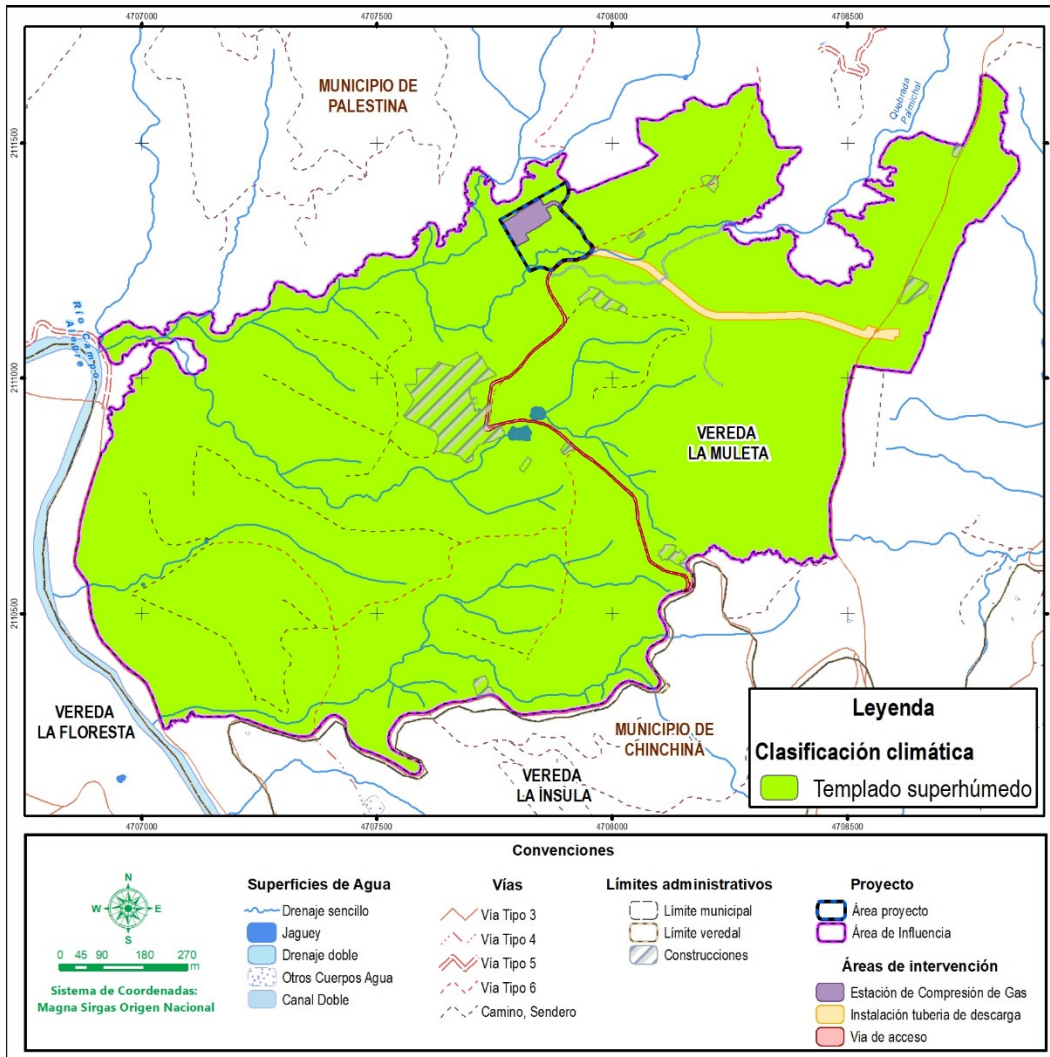 4707000 4707500 4708000 4708500
2111500
2111000
2110500
MUNICIPIO DE
PALESTINA
Quebrada
Palmichal
Río Campo
Alegre
VEREDA
LA MULETA
VEREDA
LA FLORESTA
MUNICIPIO DE
CHINCHINÁ
VEREDA
LA ÍNSULA
Leyenda
Clasificación climática
Templado superhúmedo
4707000 4707500 4708000 4708500
Convenciones
N
W E
S
0 45 90 180 270
m
Sistema de Coordenadas:
Magna Sirgas Origen Nacional
Superficies de Agua
Drenaje sencillo
Jaguey
Drenaje doble
Otros Cuerpos Agua
Canal Doble
Vías
Vía Tipo 3
Vía Tipo 4
Vía Tipo 5
Vía Tipo 6
Camino, Sendero
Límites administrativos
Límite municipal
Límite veredal
Construcciones
Proyecto
Área proyecto
Área de Influencia
Áreas de intervención
Estación de Compresión de Gas
Instalación tuberia de descarga
Via de acceso